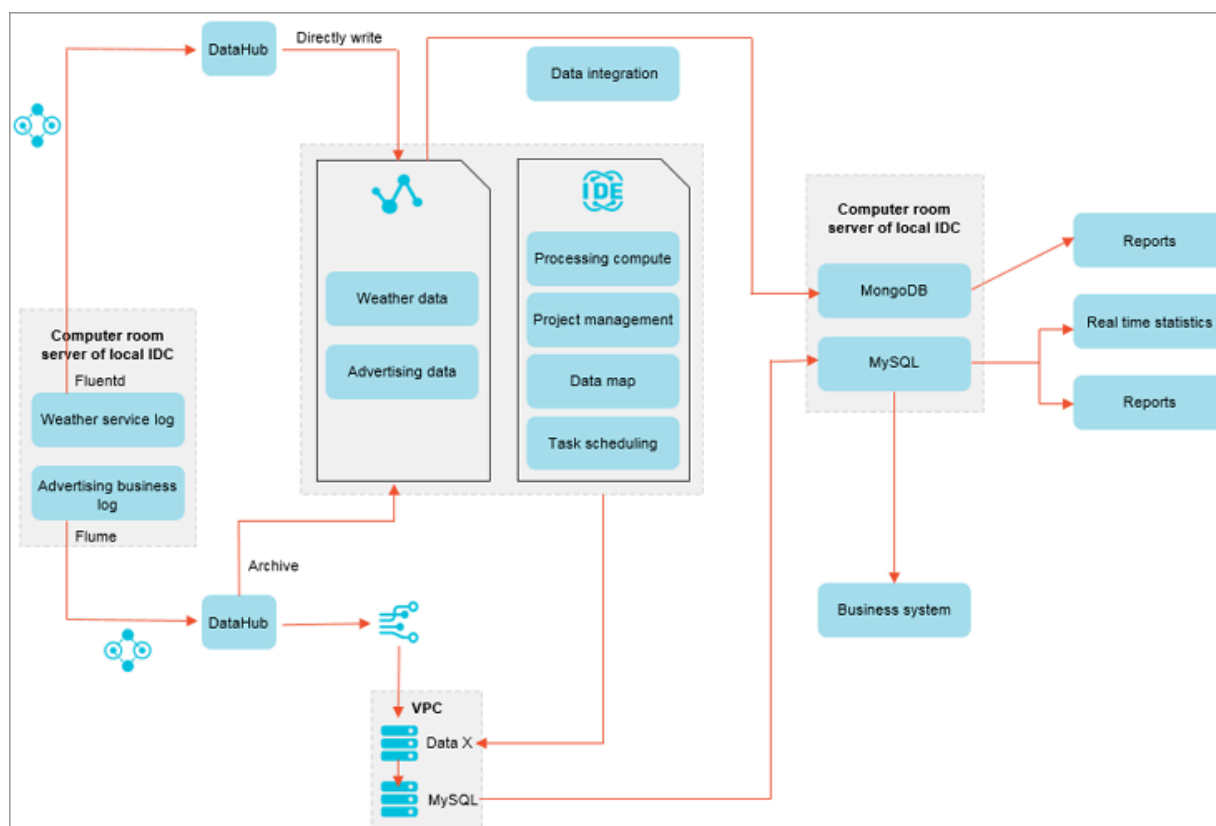 DataHub
Directly write
Data integration
IDE
Processing compute
Project management
Data map
Task scheduling
Weather data
Advertising data
Computer room
server of local IDC
Fluentd
Weather service log
Advertising business
log
Flume
Archive
DataHub
VPC
Data X
MySQL
Computer room
server of local IDC
MongoDB
MySQL
Reports
Real time statistics
Reports
Business system